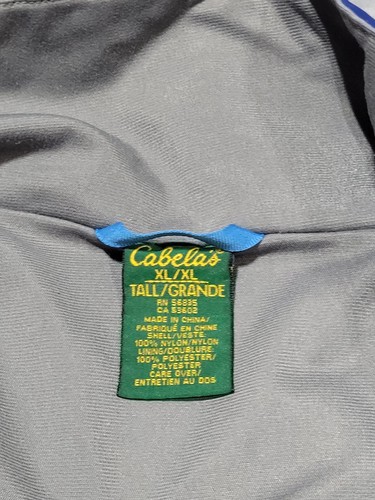 Cabela's
XL/XL
TALL/GRANDE
RN 56835
CA 53602
MADE IN CHINA/
FABRIQUÉ EN CHINE
SHELL/VESTE:
100% NYLON/NYLON
LINING/DOUBLURE:
100% POLYESTER/
POLYESTER
CARE OVER/
ENTRETIEN AU DOS